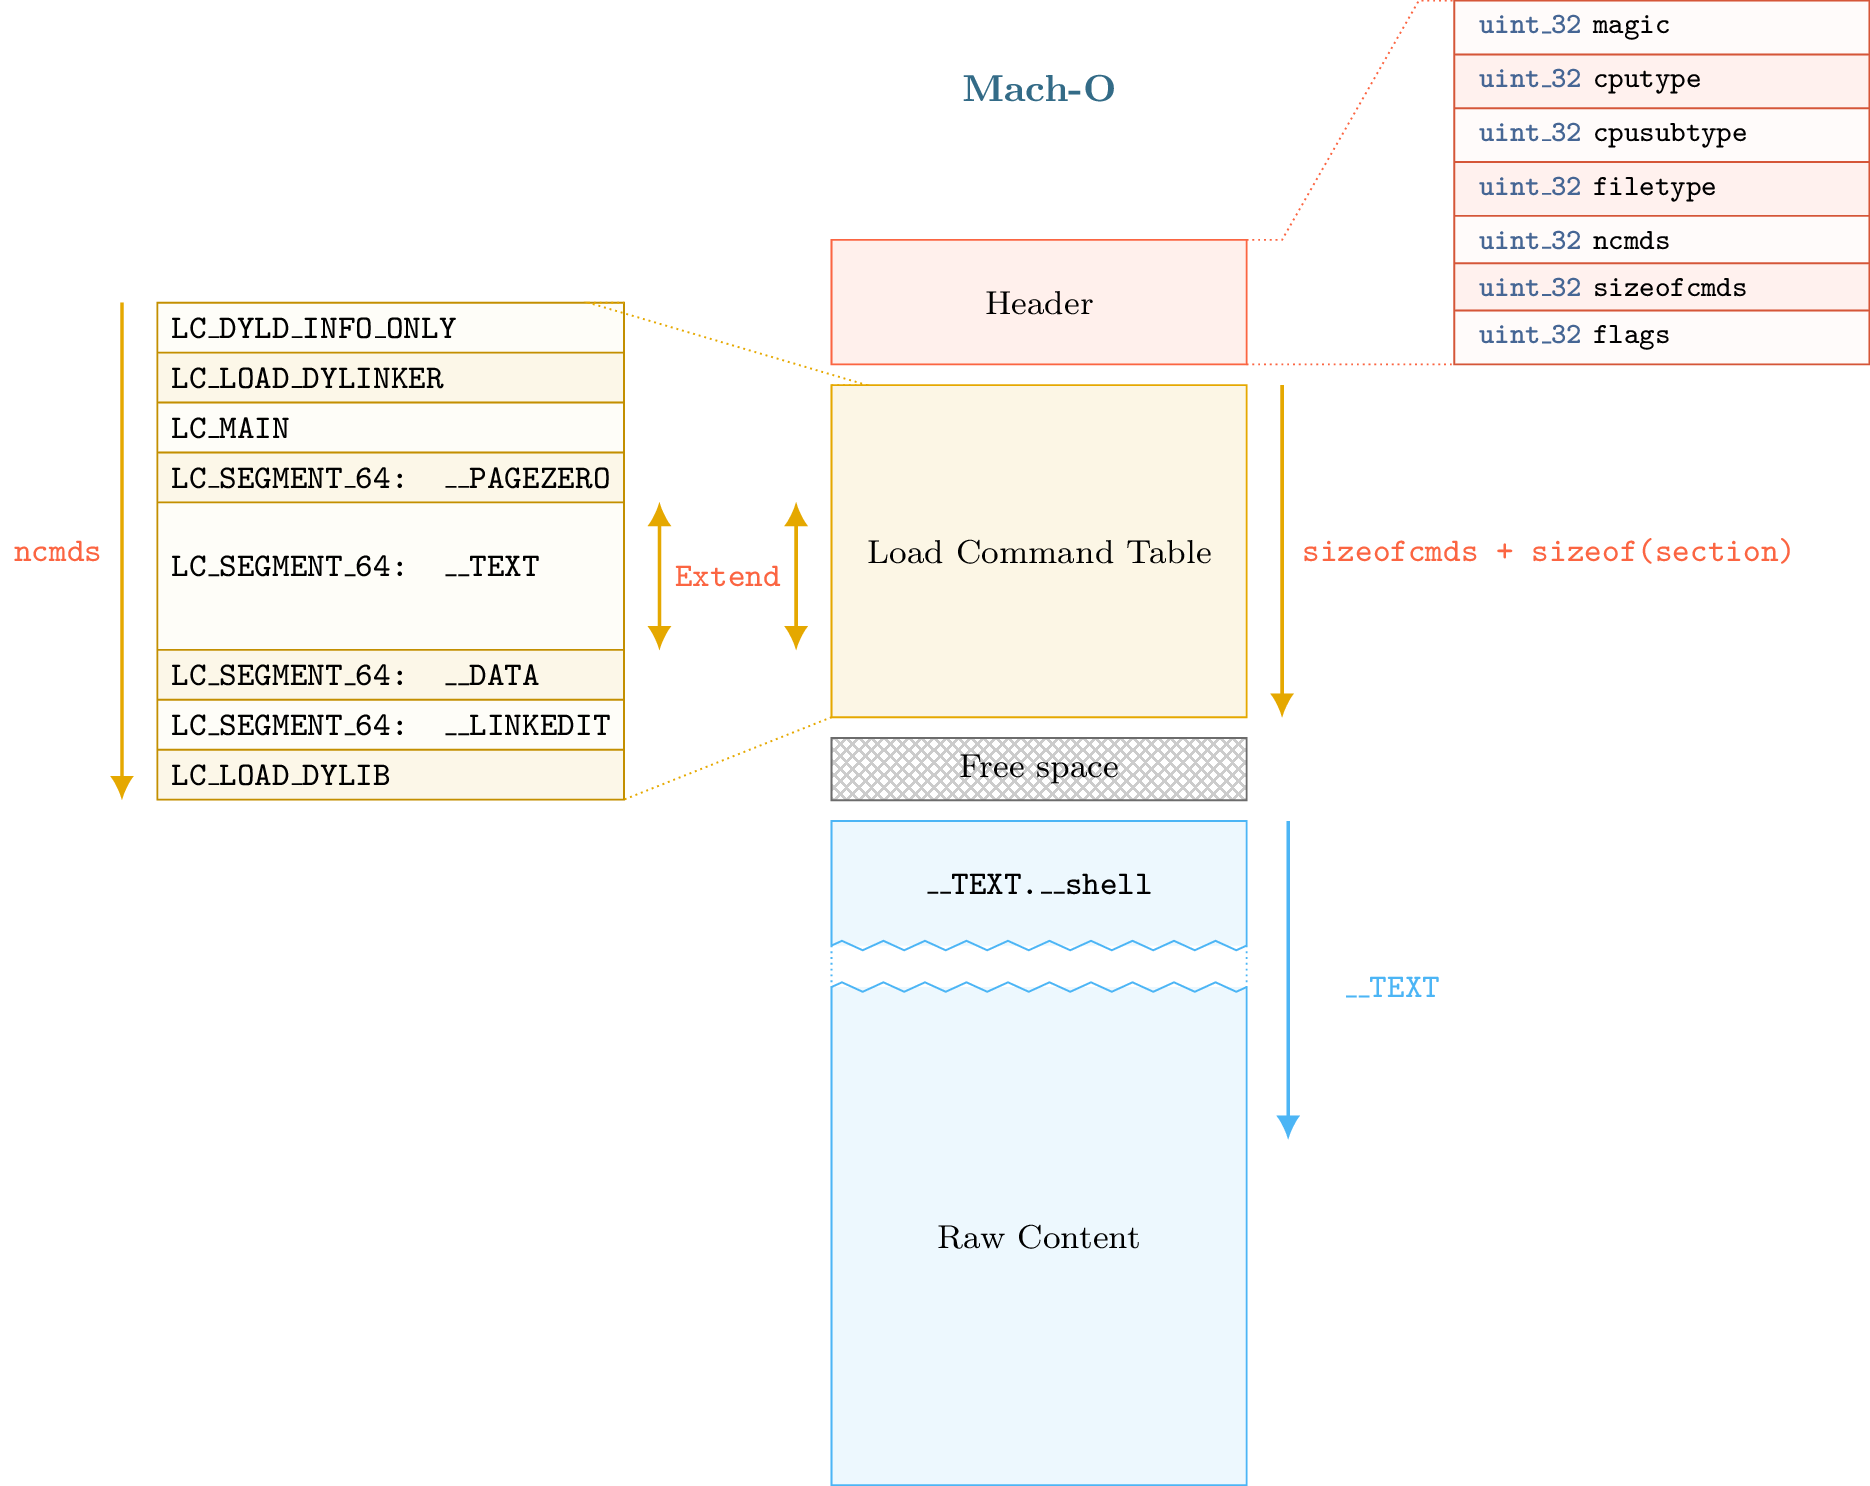 Mach-O
uint_32 magic
uint_32 cputype
uint_32 cpusubtype
uint_32 filetype
uint_32 ncmds
uint_32 sizeofcmds
uint_32 flags
Header
LC_DYLD_INFO_ONLY
LC_LOAD_DYLINKER
LC_MAIN
LC_SEGMENT_64: __PAGEZERO
LC_SEGMENT_64: __TEXT
LC_SEGMENT_64: __DATA
LC_SEGMENT_64: __LINKEDIT
LC_LOAD_DYLIB
ncmds
Extend
Load Command Table
sizeofcmds + sizeof(section)
Free space
__TEXT.__shell
__TEXT
Raw Content